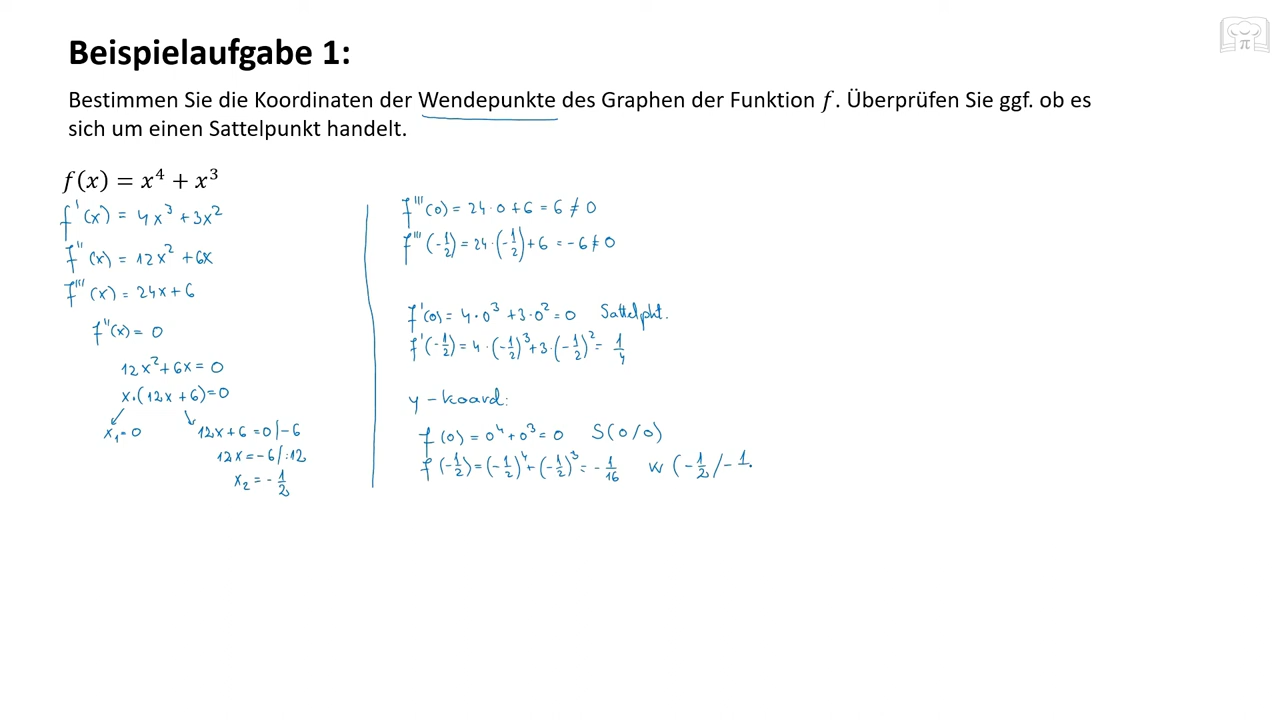 Beispielaufgabe 1:
Bestimmen Sie die Koordinaten der Wendepunkte des Graphen der Funktion f. Überprüfen Sie ggf. ob es
sich um einen Sattelpunkt handelt.
f(x) = x⁴ + x³
f'(x) = 4x³ + 3x²
f''(x) = 12x² + 6x
f'''(x) = 24x + 6
f''(x) = 0
12x² + 6x = 0
x·(12x + 6) = 0
x₁ = 0
12x + 6 = 0 | -6
12x = -6 | :12
x₂ = -1/2
f'''(0) = 24·0 + 6 = 6 ≠ 0
f'''(-1/2) = 24·(-1/2) + 6 = -6 ≠ 0
f'(0) = 4·0³ + 3·0² = 0 Sattelpkt.
f'(-1/2) = 4·(-1/2)³ + 3·(-1/2)² = 1/4
y-Koord:
f(0) = 0⁴ + 0³ = 0 S(0/0)
f(-1/2) = (-1/2)⁴ + (-1/2)³ = -1/16 W(-1/2 / -1
π